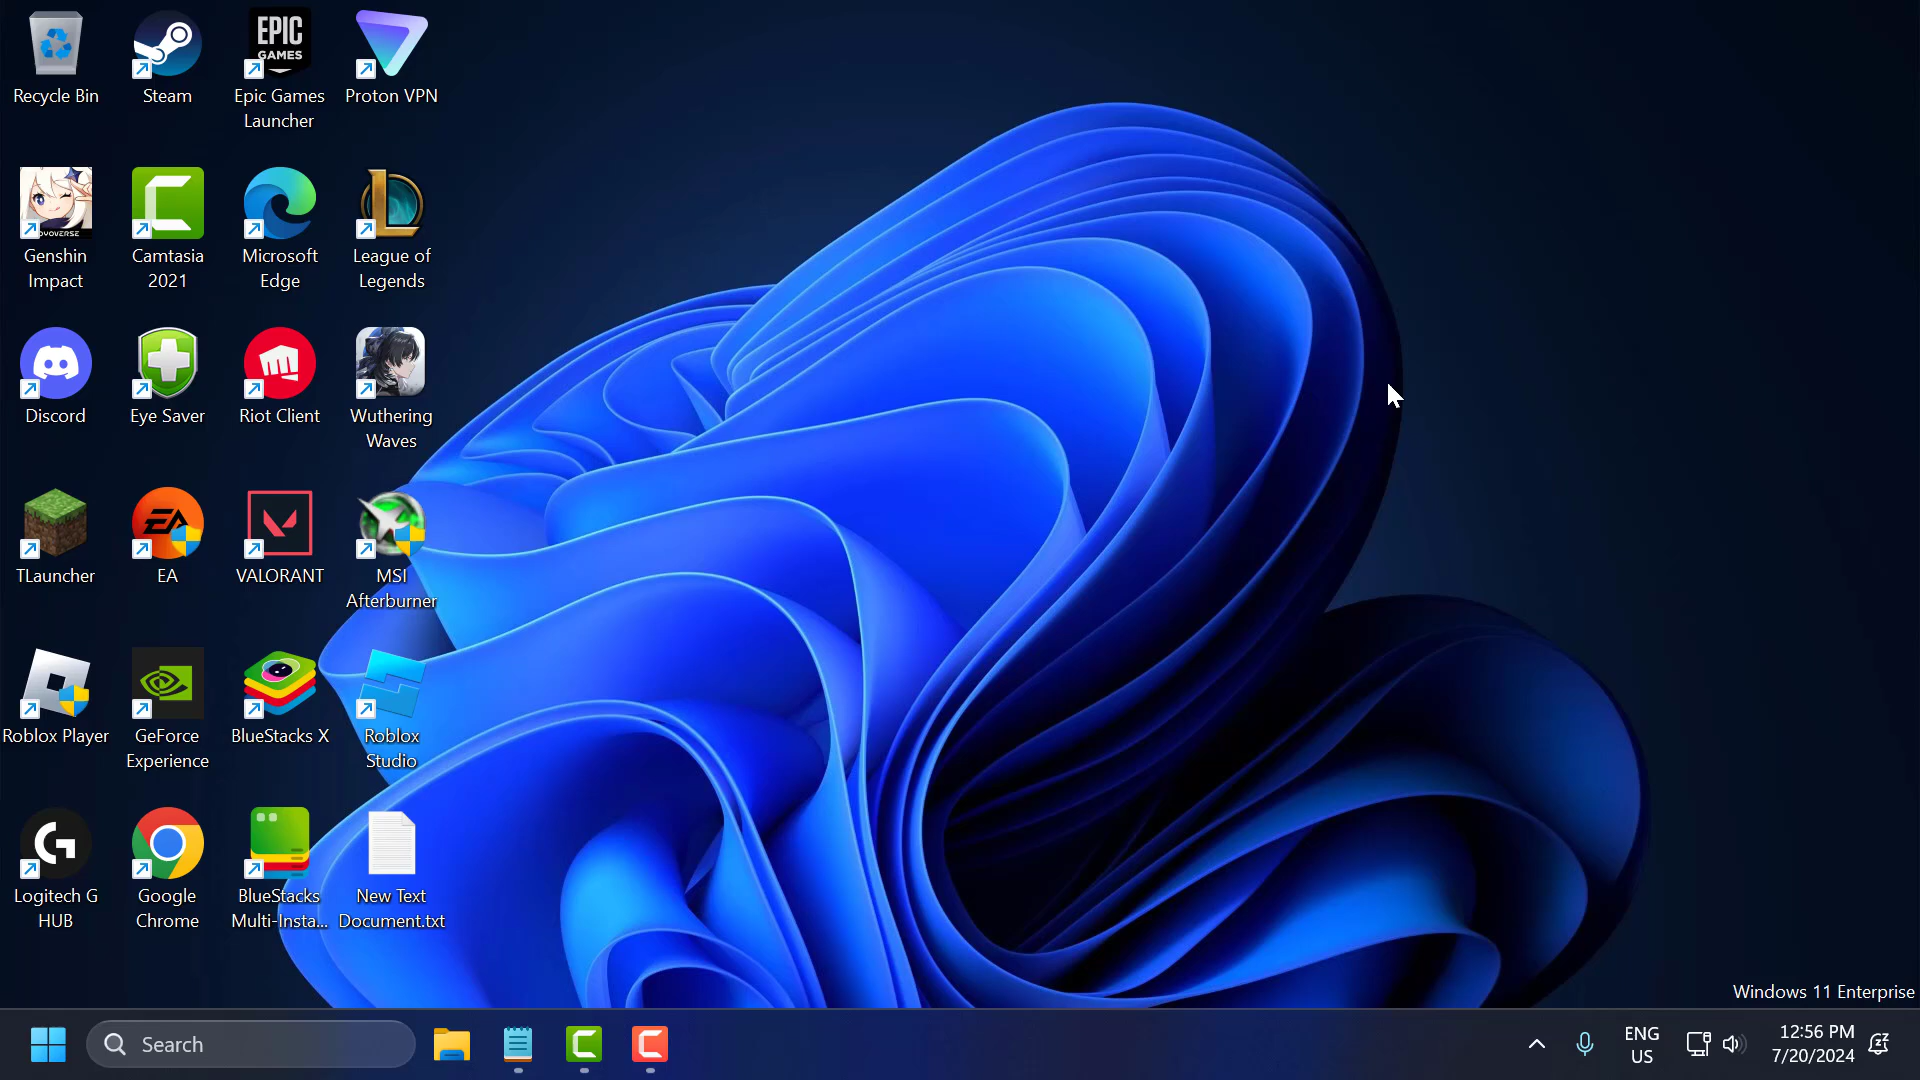 Recycle Bin
Steam
EPIC
GAMES
Epic Games
Launcher
Proton VPN
Genshin
Impact
Camtasia
2021
Microsoft
Edge
League of
Legends
Discord
Eye Saver
Riot Client
Wuthering
Waves
TLauncher
EA
EA
VALORANT
MSI
Afterburner
Roblox Player
GeForce
Experience
BlueStacks X
Roblox
Studio
Logitech G
HUB
Google
Chrome
BlueStacks
Multi-Insta...
New Text
Document.txt
Windows 11 Enterprise
Search
ENG
US
12:56 PM
7/20/2024